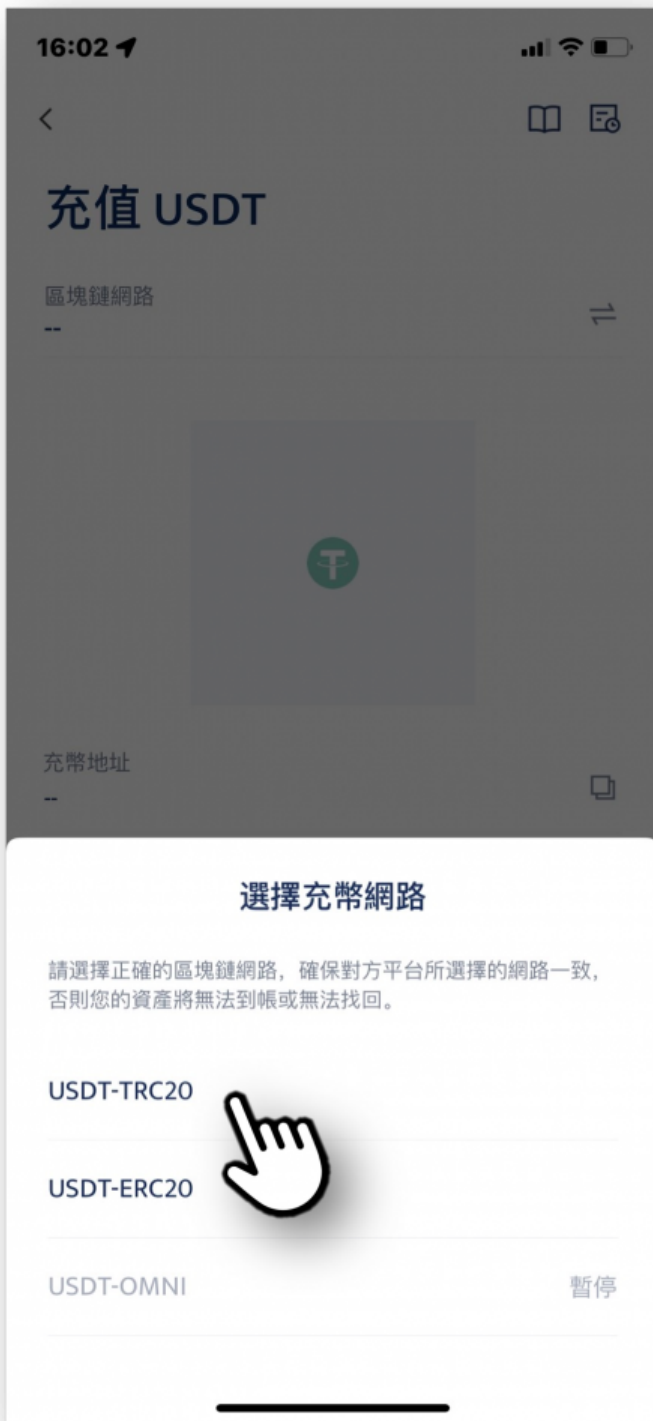 16:02
充值 USDT
區塊鏈網路
--
充幣地址
--
選擇充幣網路
請選擇正確的區塊鏈網路，確保對方平台所選擇的網路一致，
否則您的資產將無法到帳或無法找回。
USDT-TRC20
USDT-ERC20
USDT-OMNI 暫停